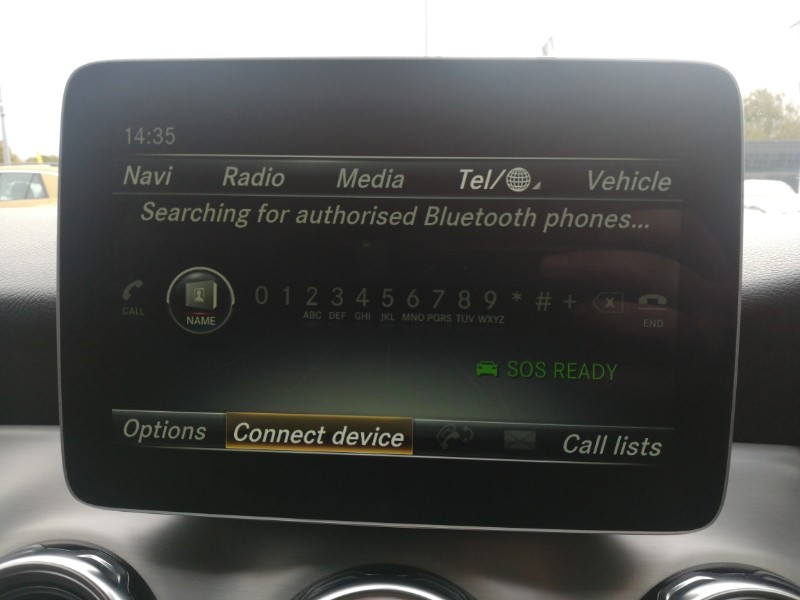 14:35
Navi Radio Media Tel/ Vehicle
Searching for authorised Bluetooth phones...
CALL NAME 0 1 2 3 4 5 6 7 8 9 * # + X END
ABC DEF GHI JKL MNO PQRS TUV WXYZ
SOS READY
Options Connect device Call lists